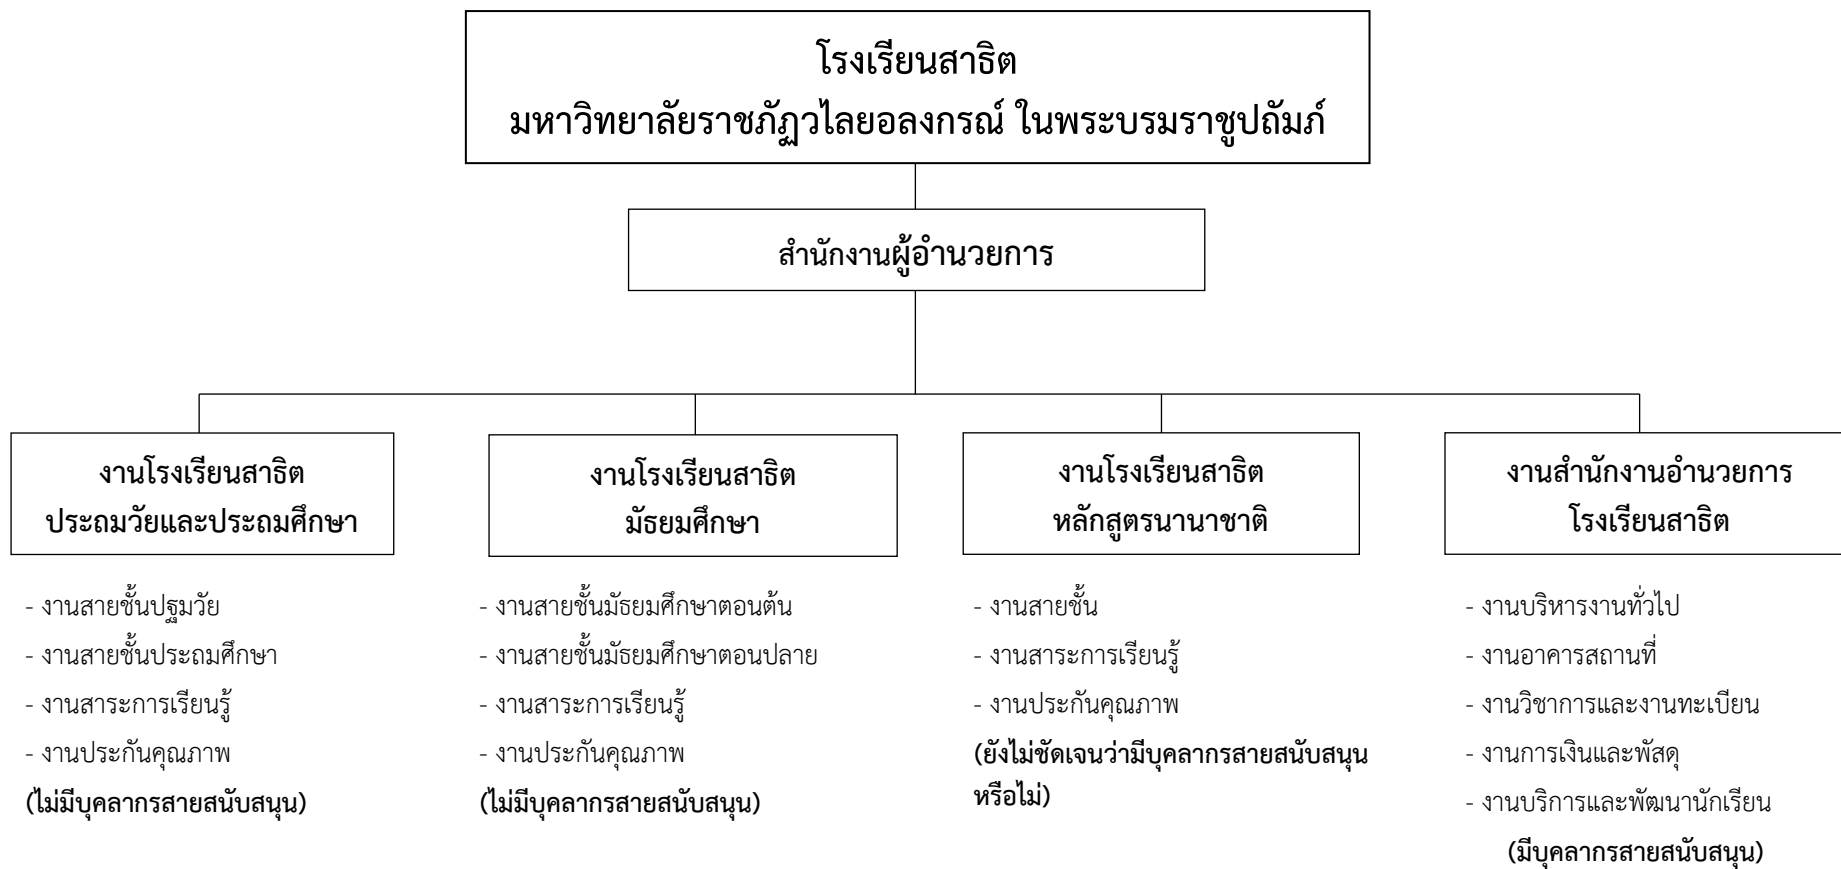 โรงเรียนสาธิต
มหาวิทยาลัยราชภัฏวไลยอลงกรณ์ ในพระบรมราชูปถัมภ์
สำนักงานผู้อำนวยการ
งานโรงเรียนสาธิต
ประถมวัยและประถมศึกษา
- งานสายชั้นปฐมวัย
- งานสายชั้นประถมศึกษา
- งานสาระการเรียนรู้
- งานประกันคุณภาพ
(ไม่มีบุคลากรสายสนับสนุน)
งานโรงเรียนสาธิต
มัธยมศึกษา
- งานสายชั้นมัธยมศึกษาตอนต้น
- งานสายชั้นมัธยมศึกษาตอนปลาย
- งานสาระการเรียนรู้
- งานประกันคุณภาพ
(ไม่มีบุคลากรสายสนับสนุน)
งานโรงเรียนสาธิต
หลักสูตรนานาชาติ
- งานสายชั้น
- งานสาระการเรียนรู้
- งานประกันคุณภาพ
(ยังไม่ชัดเจนว่ามีบุคลากรสายสนับสนุน
หรือไม่)
งานสำนักงานอำนวยการ
โรงเรียนสาธิต
- งานบริหารงานทั่วไป
- งานอาคารสถานที่
- งานวิชาการและงานทะเบียน
- งานการเงินและพัสดุ
- งานบริการและพัฒนานักเรียน
(มีบุคลากรสายสนับสนุน)